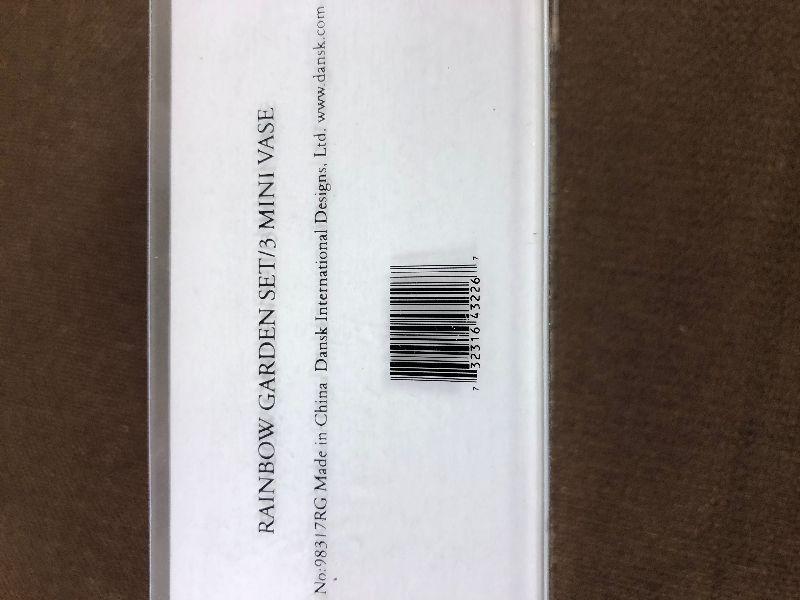 RAINBOW GARDEN SET/3 MINI VASE
No:98317RG Made in China Dansk International Designs, Ltd. www.dansk.com
7 32316 43226 7